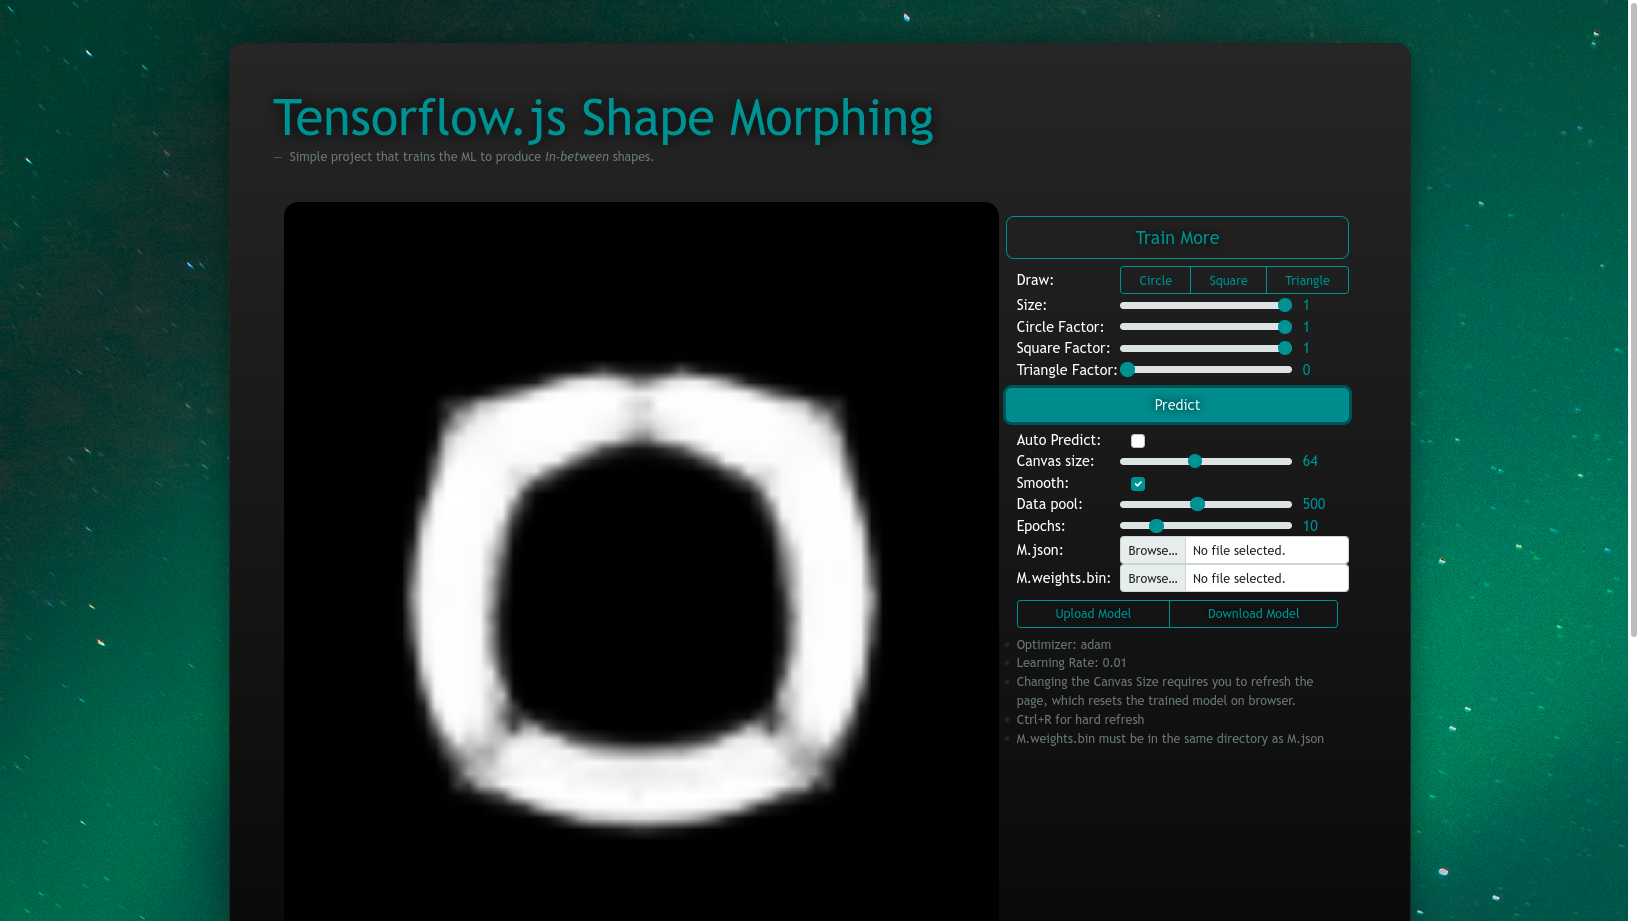 Tensorflow.js Shape Morphing
— Simple project that trains the ML to produce in-between shapes.
Train More
Draw: Circle Square Triangle
Size: 1
Circle Factor: 1
Square Factor: 1
Triangle Factor: 0
Predict
Auto Predict:
Canvas size: 64
Smooth:
Data pool: 500
Epochs: 10
M.json: Browse... No file selected.
M.weights.bin: Browse... No file selected.
Upload Model Download Model
Optimizer: adam
Learning Rate: 0.01
Changing the Canvas Size requires you to refresh the
page, which resets the trained model on browser.
Ctrl+R for hard refresh
M.weights.bin must be in the same directory as M.json